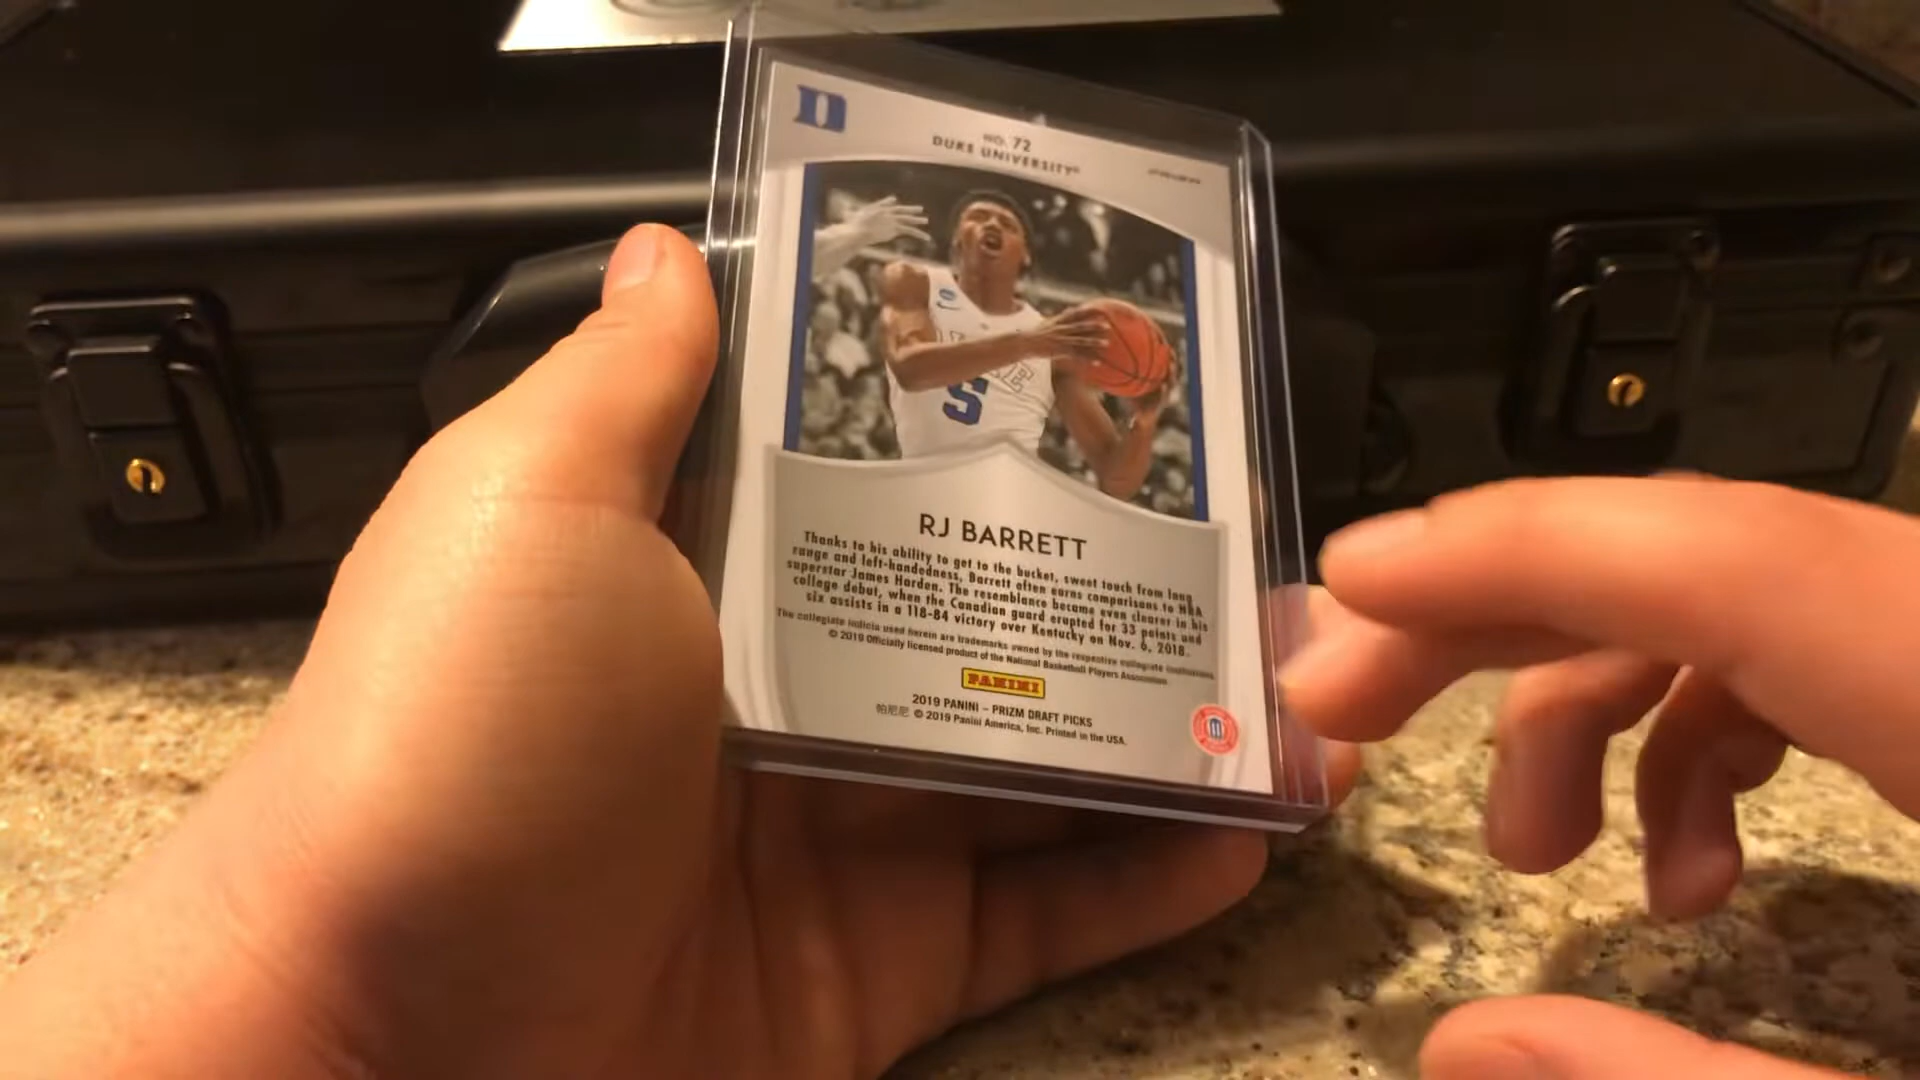 NO. 72
DUKE UNIVERSITY®
PRIZM
DUKE
5
RJ BARRETT
Thanks to his ability to get to the bucket, sweet touch from long
range and left-handedness, Barrett often earns comparisons to NBA
superstar James Harden. The resemblance became even clearer in his
college debut, when the Canadian guard erupted for 33 points and
six assists in a 118-84 victory over Kentucky on Nov. 6, 2018.
The collegiate indicia used herein are trademarks owned by the respective collegiate institutions.
© 2019 Officially licensed product of the National Basketball Players Association.
PANINI
2019 PANINI – PRIZM DRAFT PICKS
帕尼尼 © 2019 Panini America, Inc. Printed in the USA.